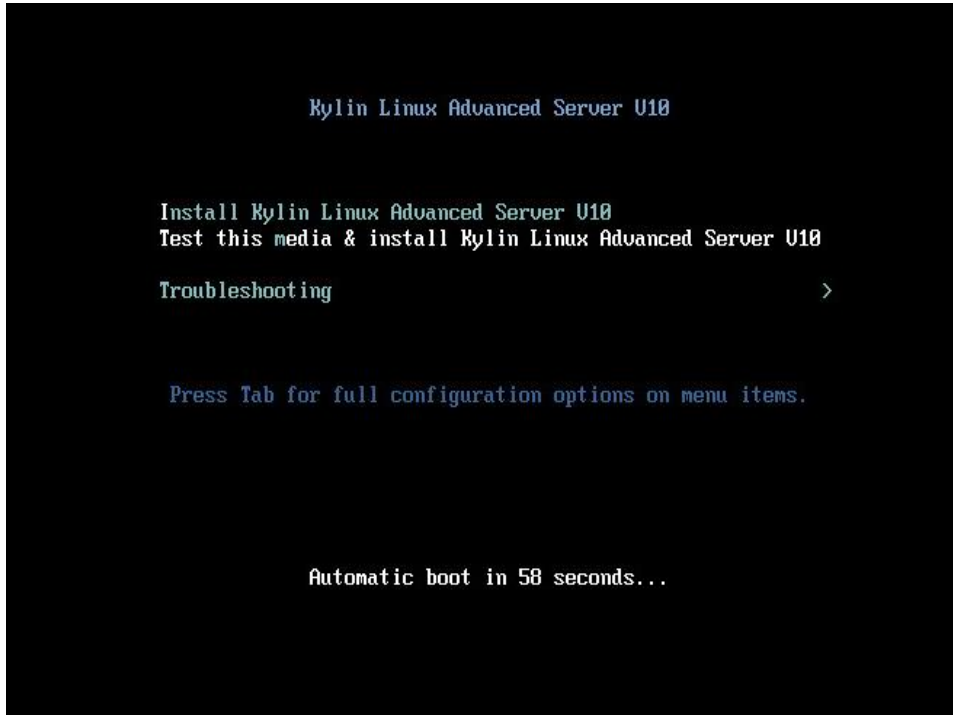 Kylin Linux Advanced Server V10
Install Kylin Linux Advanced Server V10
Test this media & install Kylin Linux Advanced Server V10
Troubleshooting >
Press Tab for full configuration options on menu items.
Automatic boot in 58 seconds...